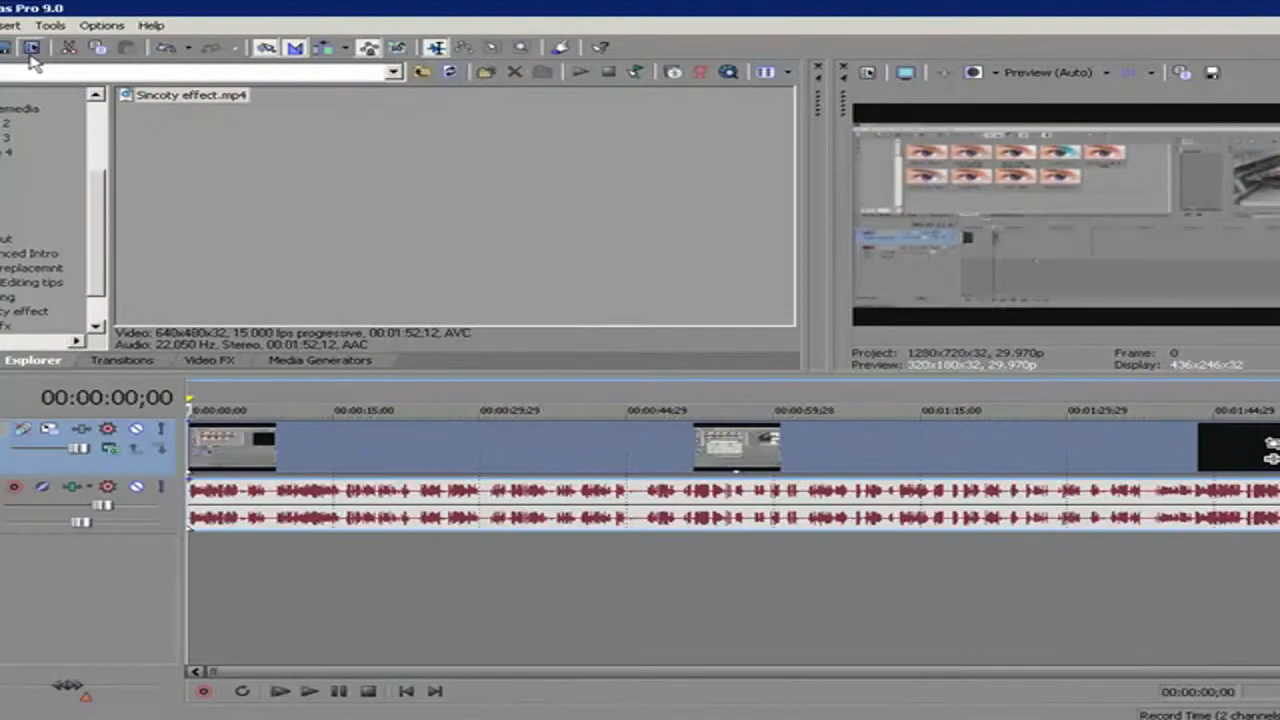 as Pro 9.0
sert Tools Options Help
Preview (Auto)
Sincoty effect.mp4
emedia
2
3
4
ut
nced Intro
replacemnt
Editing tips
ng
ty effect
fx
Video: 640x480x32, 15.000 fps progressive, 00:01:52;12, AVC
Audio: 22,050 Hz, Stereo, 00:01:52;12, AAC
Explorer Transitions Video FX Media Generators
Project: 1280x720x32, 29.970p Frame: 0
Preview: 320x180x32, 29.970p Display: 436x246x32
00:00:00;00
00:00:00;00 00:00:15;00 00:00:29;29 00:00:44;29 00:00:59;28 00:01:15;00 00:01:29;29 00:01:44;29
00:00:00;00
Record Time (2 channels